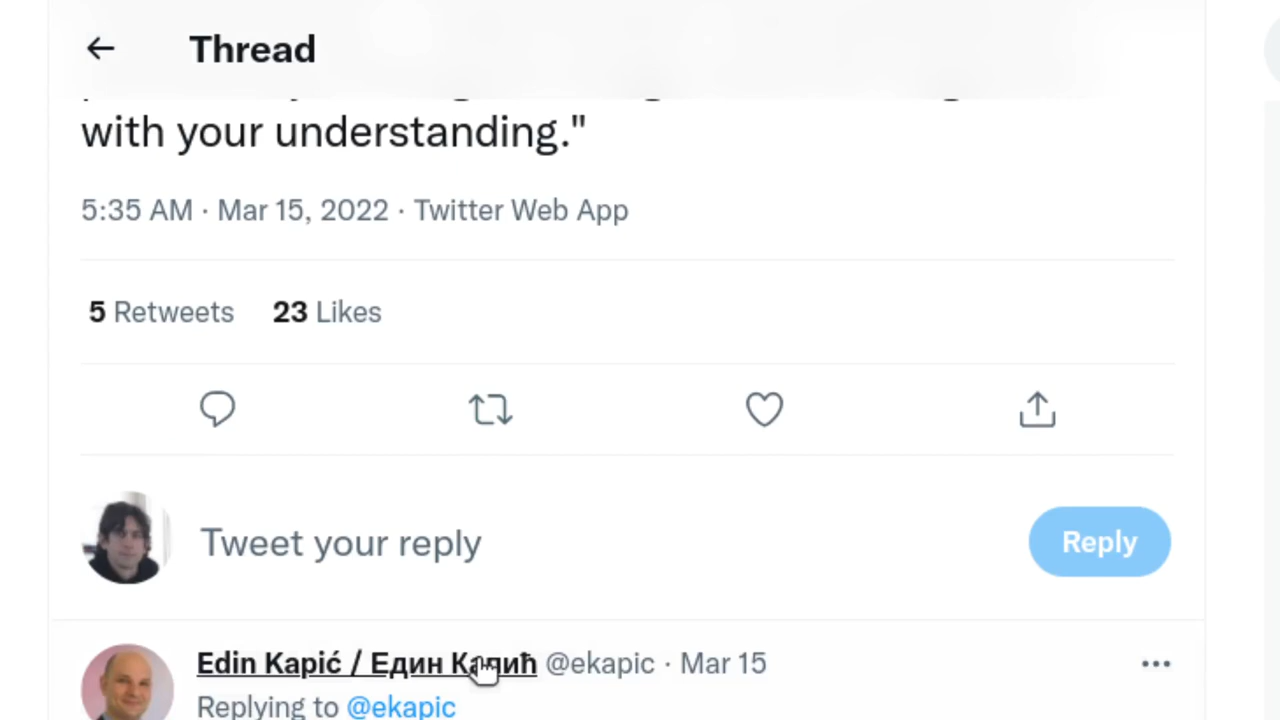 Thread
with your understanding."
5:35 AM · Mar 15, 2022 · Twitter Web App
5 Retweets 23 Likes
Tweet your reply
Reply
Edin Kapić / Един Капић @ekapic · Mar 15
Replying to @ekapic